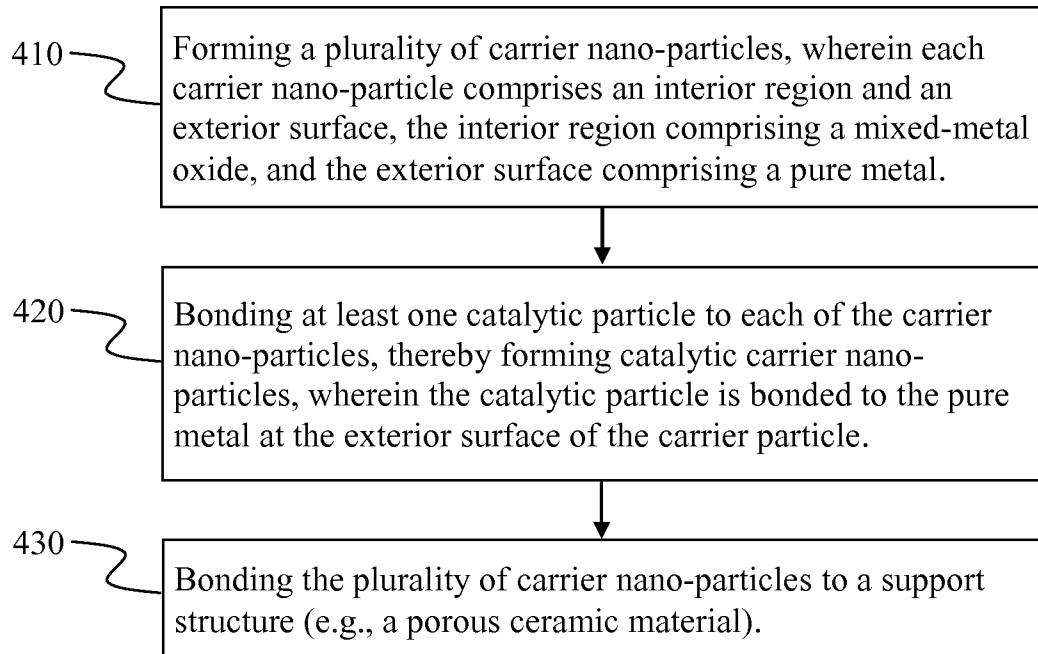 410
Forming a plurality of carrier nano-particles, wherein each
carrier nano-particle comprises an interior region and an
exterior surface, the interior region comprising a mixed-metal
oxide, and the exterior surface comprising a pure metal.
420
Bonding at least one catalytic particle to each of the carrier
nano-particles, thereby forming catalytic carrier nano-
particles, wherein the catalytic particle is bonded to the pure
metal at the exterior surface of the carrier particle.
430
Bonding the plurality of carrier nano-particles to a support
structure (e.g., a porous ceramic material).